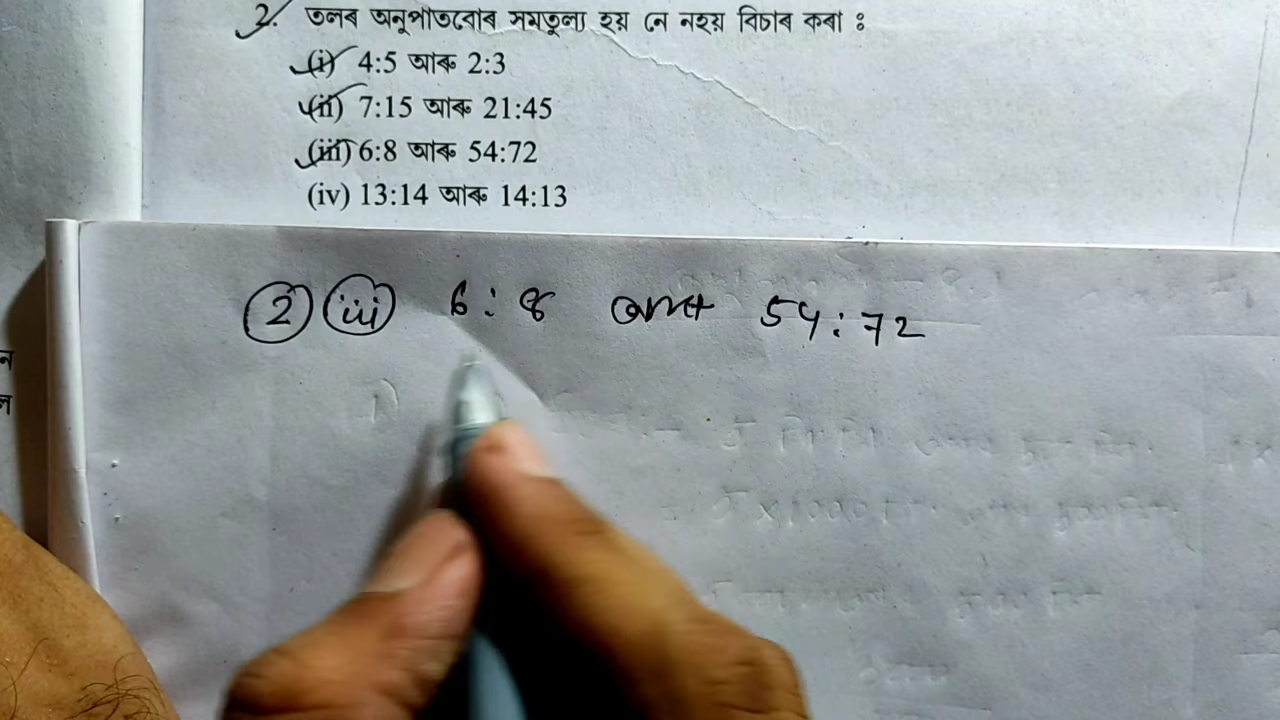 2. তলৰ অনুপাতবোৰ সমতুল্য হয় নে নহয় বিচাৰ কৰা :
(i) 4:5 আৰু 2:3
(ii) 7:15 আৰু 21:45
(iii) 6:8 আৰু 54:72
(iv) 13:14 আৰু 14:13
2 iii 6 : 8 আৰু 54 : 72